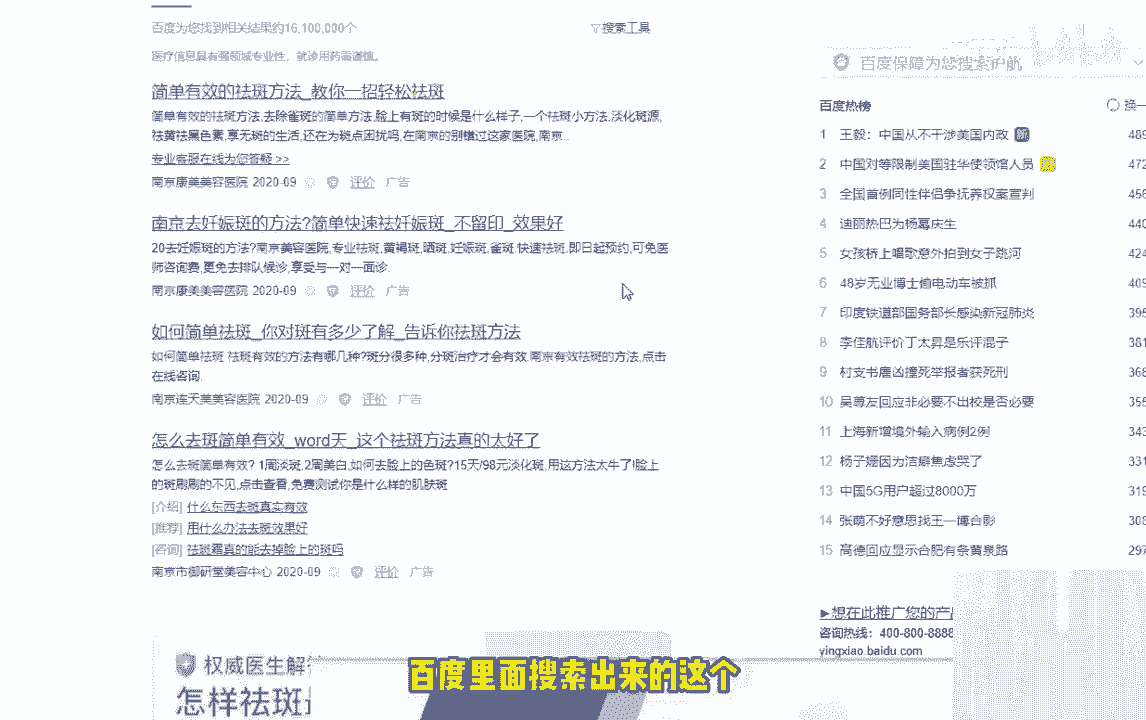 百度为您找到相关结果约16,100,000个
搜索工具
医疗信息具有强领域专业性，就诊用药需谨慎。
简单有效的祛斑方法_教你一招轻松祛斑
简单有效的祛斑方法,去除雀斑的简单方法,脸上有斑的时候是什么样子,一个祛斑小方法,淡化斑源,
祛黄祛黑色素,享无斑的生活,还在为斑点困扰吗,在南京的别错过这家医院,南京..
专业客服在线为您答疑 >>
南京康美美容医院 2020-09 评价 广告
南京去妊娠斑的方法?简单快速祛妊娠斑_不留印_效果好
20去妊娠斑的方法?南京美容医院,专业祛斑,黄褐斑,晒斑,妊娠斑,雀斑,快速祛斑,即日起预约,可免医
师咨询费,更免去排队候诊,享受与一对一面诊.
南京康美美容医院 2020-09 评价 广告
如何简单祛斑_你对斑有多少了解_告诉你祛斑方法
如何简单祛斑 祛斑有效的方法有哪几种?斑分很多种,分斑治疗才会有效.南京有效祛斑的方法,点击
在线咨询.
南京连天美美容医院 2020-09 评价 广告
怎么去斑简单有效_word天_这个祛斑方法真的太好了
怎么去斑简单有效? 1周淡斑,2周美白,如何去脸上的色斑?15天/98元淡化斑,用这方法太牛了!脸上
的斑刷刷的不见,点击查看,免费测试你是什么样的肌肤斑
[介绍] 什么东西去斑真实有效
[推荐] 用什么办法去斑效果好
[咨询] 祛斑霜真的能去掉脸上的斑吗
南京市御研堂美容中心 2020-09 评价 广告
权威医生解
怎样祛斑
百度保障为您搜索护航
百度热榜 换一
1 王毅：中国从不干涉美国内政 新 489
2 中国对等限制美国驻华使领馆人员 472
3 全国首例同性伴侣争抚养权案宣判 456
4 迪丽热巴为杨幂庆生 440
5 女孩桥上唱歌意外拍到女子跳河 424
6 48岁无业博士偷电动车被抓 409
7 印度铁道部国务部长感染新冠肺炎 395
8 李佳航评价丁太昇是乐评混子 381
9 村支书雇凶撞死举报者获死刑 368
10 吴尊友回应非必要不出校是否必要 355
11 上海新增境外输入病例2例 343
12 杨子姗因为洁癖焦虑哭了 331
13 中国5G用户超过8000万 319
14 张萌不好意思找王一博合影 308
15 高德回应显示合肥有条黄泉路 297
►想在此推广您的产
咨询热线：400-800-8888
yingxiao.baidu.com
百度里面搜索出来的这个